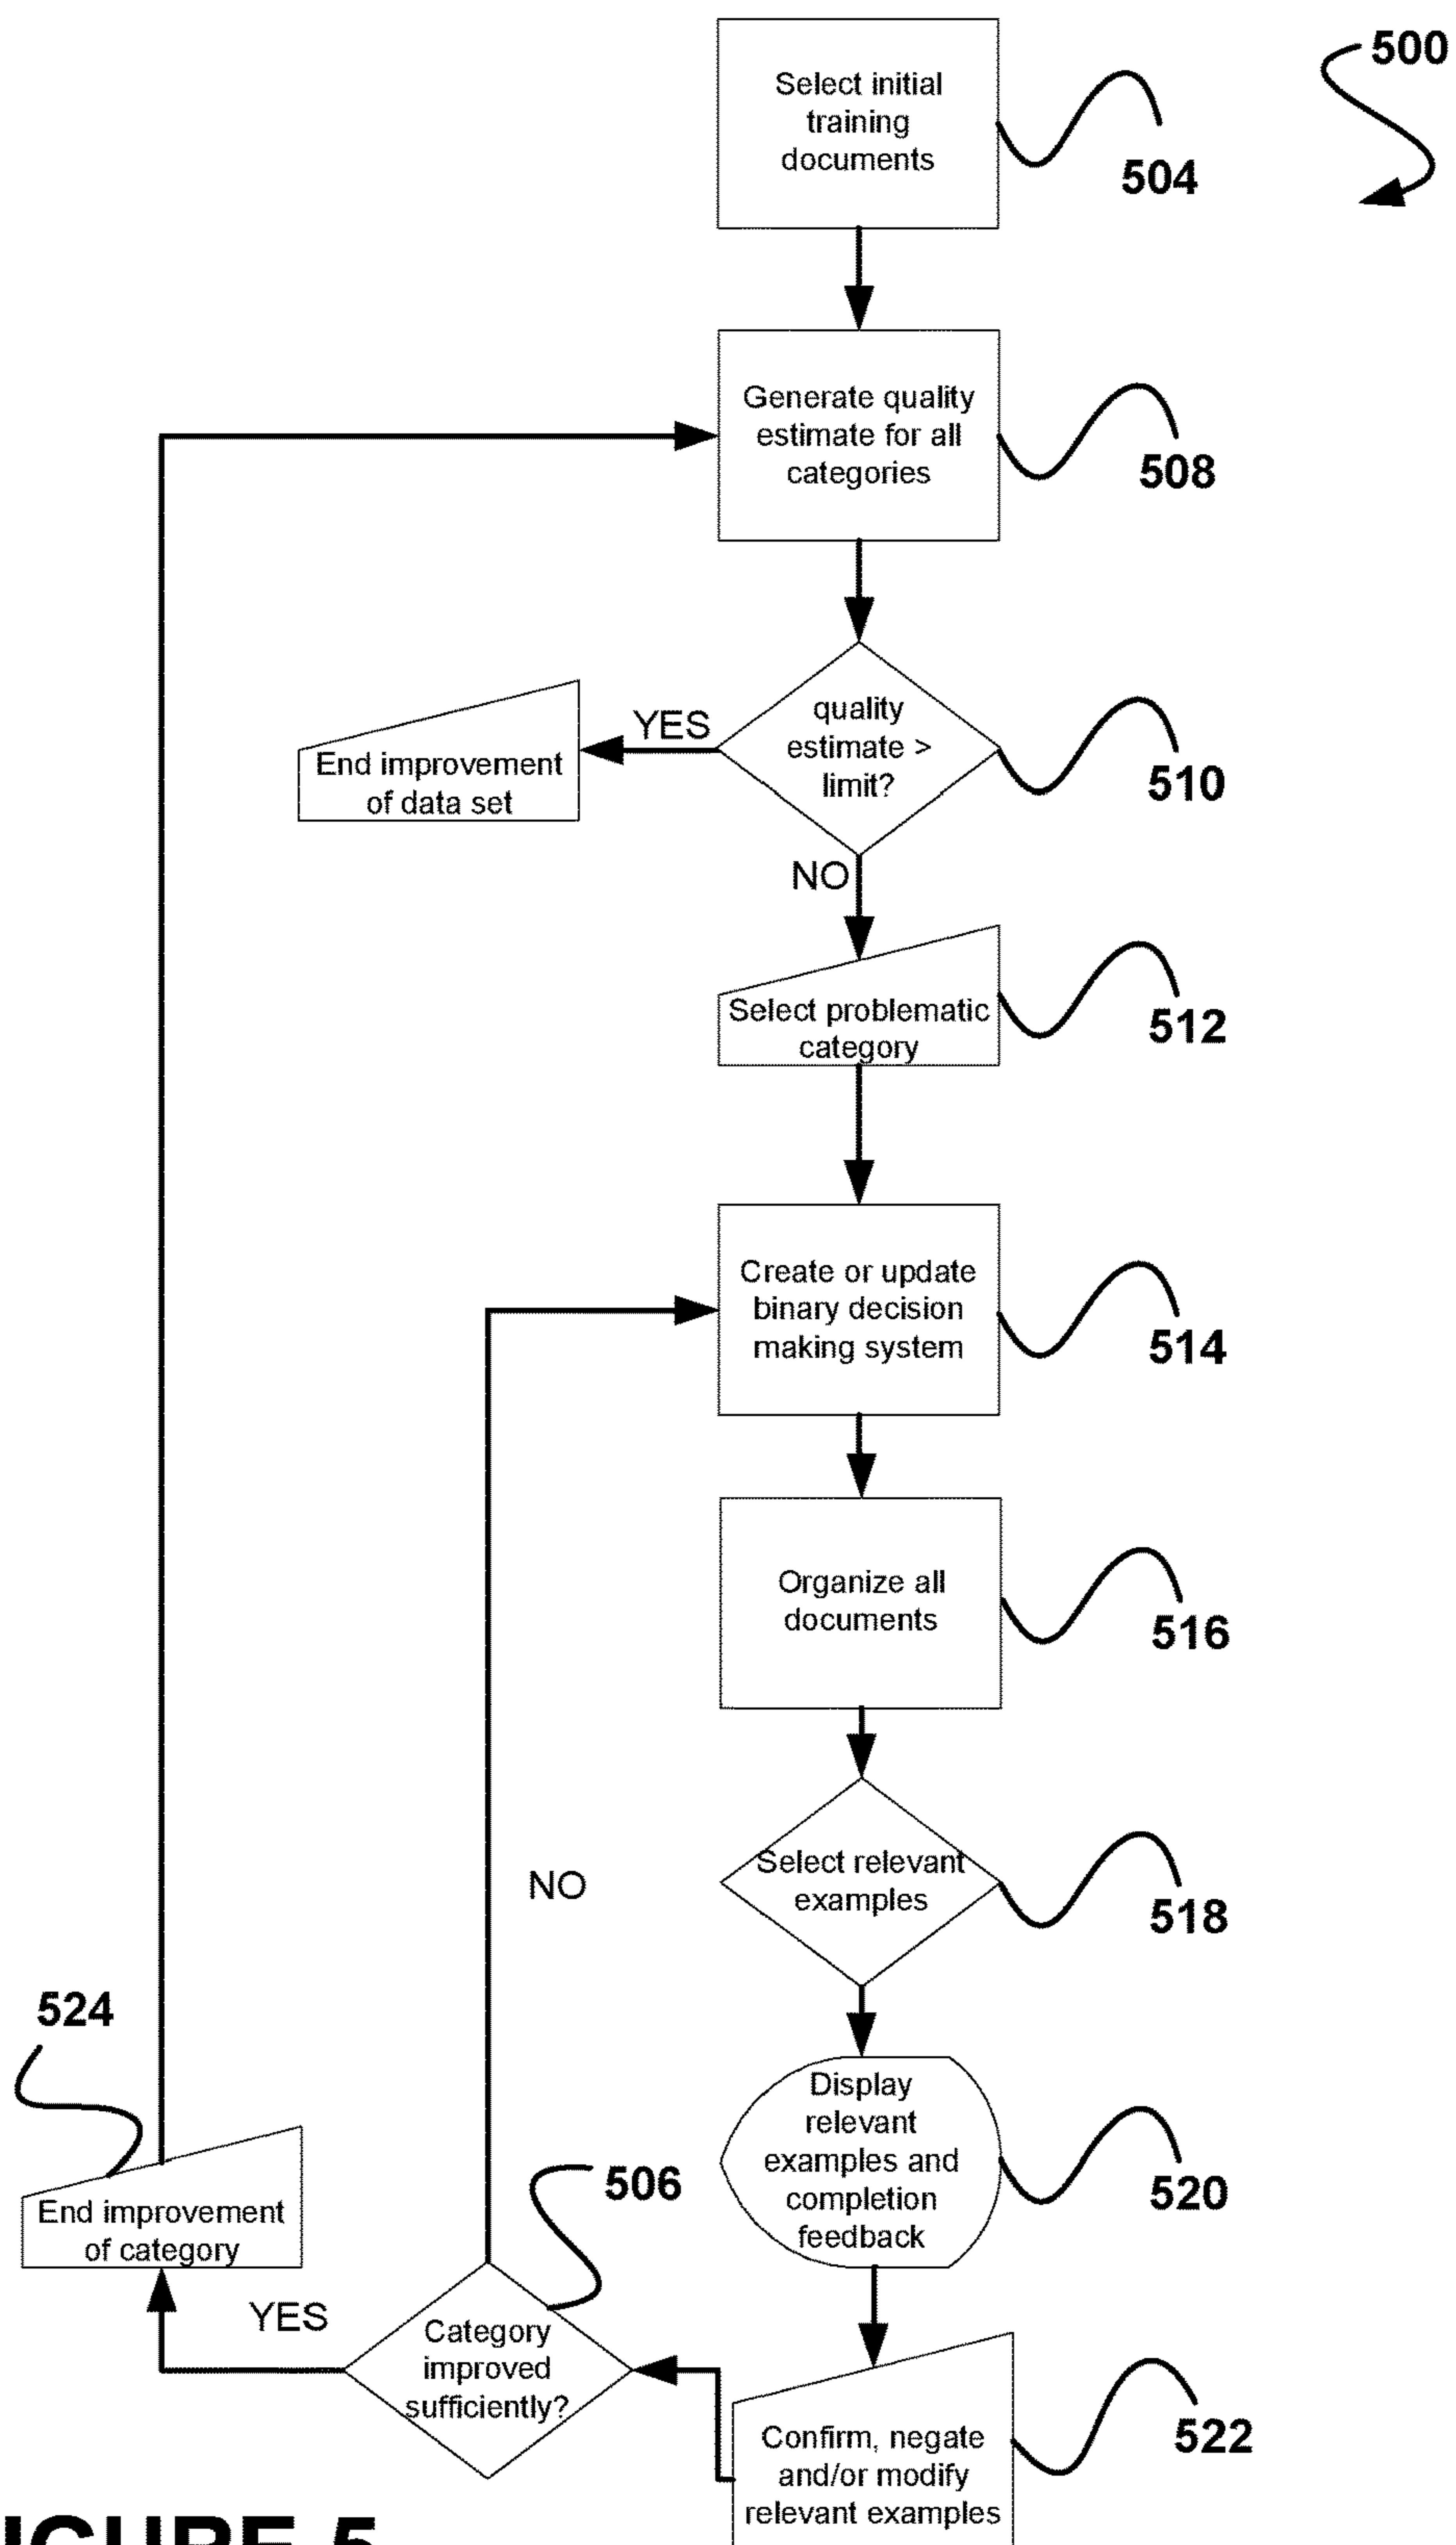 500
Select initial
training
documents
504
Generate quality
estimate for all
categories
508
quality
estimate >
limit?
510
YES
End improvement
of data set
NO
Select problematic
category
512
Create or update
binary decision
making system
514
Organize all
documents
516
Select relevant
examples
518
NO
Display
relevant
examples and
completion
feedback
520
524
End improvement
of category
506
YES
Category
improved
sufficiently?
Confirm, negate
and/or modify
relevant examples
522
IGURE 5